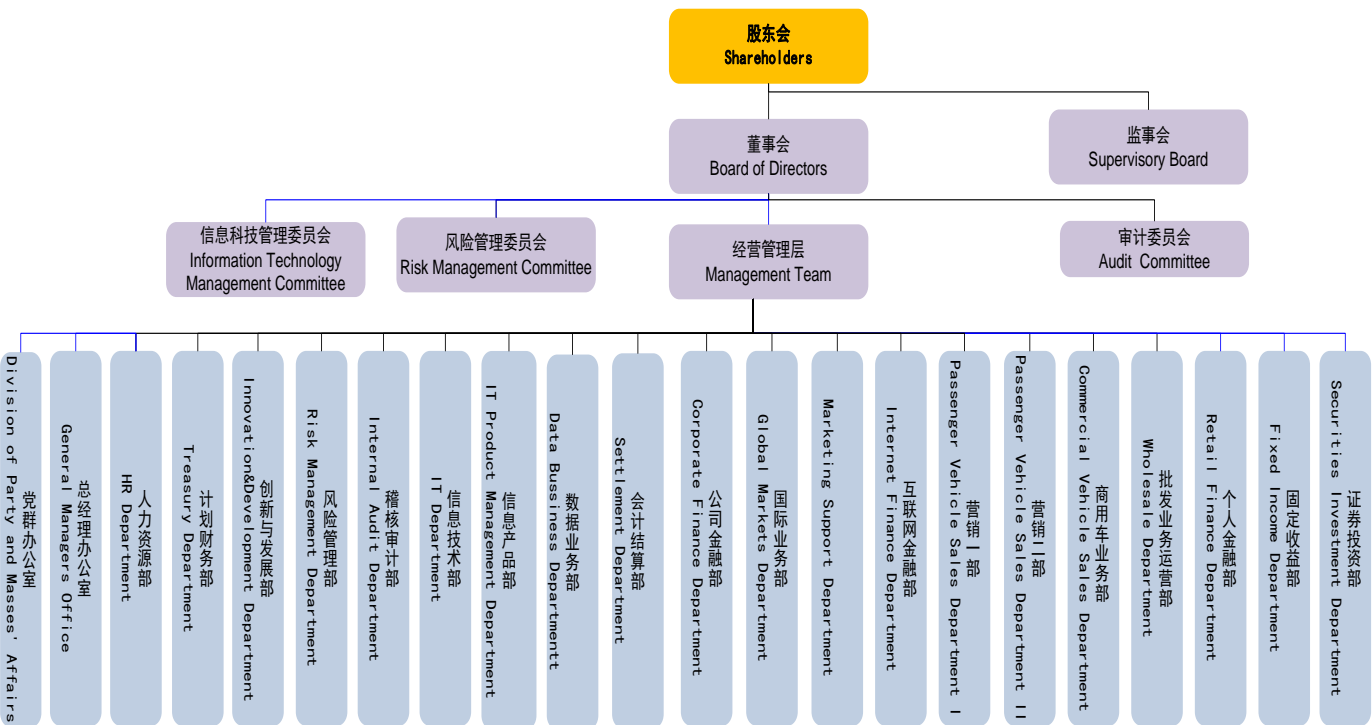 股东会
Shareholders
董事会
Board of Directors
监事会
Supervisory Board
信息科技管理委员会
Information Technology
Management Committee
风险管理委员会
Risk Management Committee
经营管理层
Management Team
审计委员会
Audit Committee
党群办公室
Division of Party and Masses' Affairs
总经理办公室
General Managers Office
人力资源部
HR Department
计划财务部
Treasury Department
创新与发展部
Innovation&Development Department
风险管理部
Risk Management Department
稽核审计部
Internal Audit Department
信息技术部
IT Department
信息产品部
IT Product Management Department
数据业务部
Data Bussiness Departmentt
会计结算部
Settlement Department
公司金融部
Corporate Finance Department
国际业务部
Global Markets Department
Marketing Support Department
互联网金融部
Internet Finance Department
营销I部
Passenger Vehicle Sales Department I
营销II部
Passenger Vehicle Sales Department II
商用车业务部
Commercial Vehicle Sales Department
批发业务运营部
Wholesale Department
个人金融部
Retail Finance Department
固定收益部
Fixed Income Department
证券投资部
Securities Investment Department